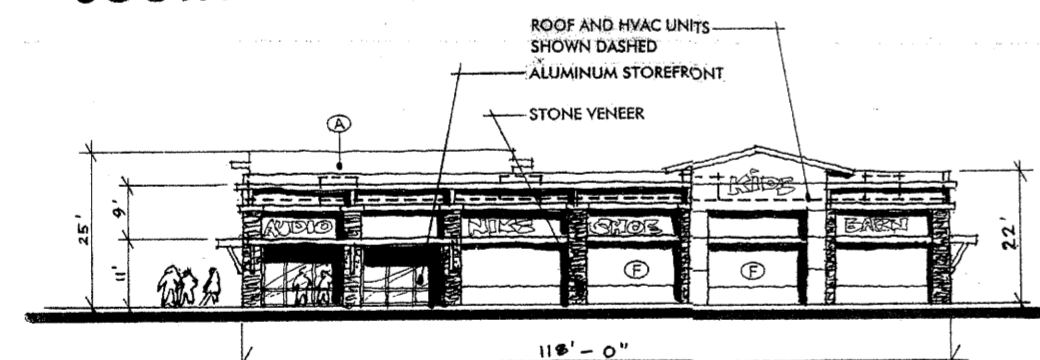 ROOF AND HVAC UNITS
SHOWN DASHED
ALUMINUM STOREFRONT
STONE VENEER
A
KIDS
AUDIO NIKE SHOE BARN
F F
25'
9'
11'
22'
118'-0"